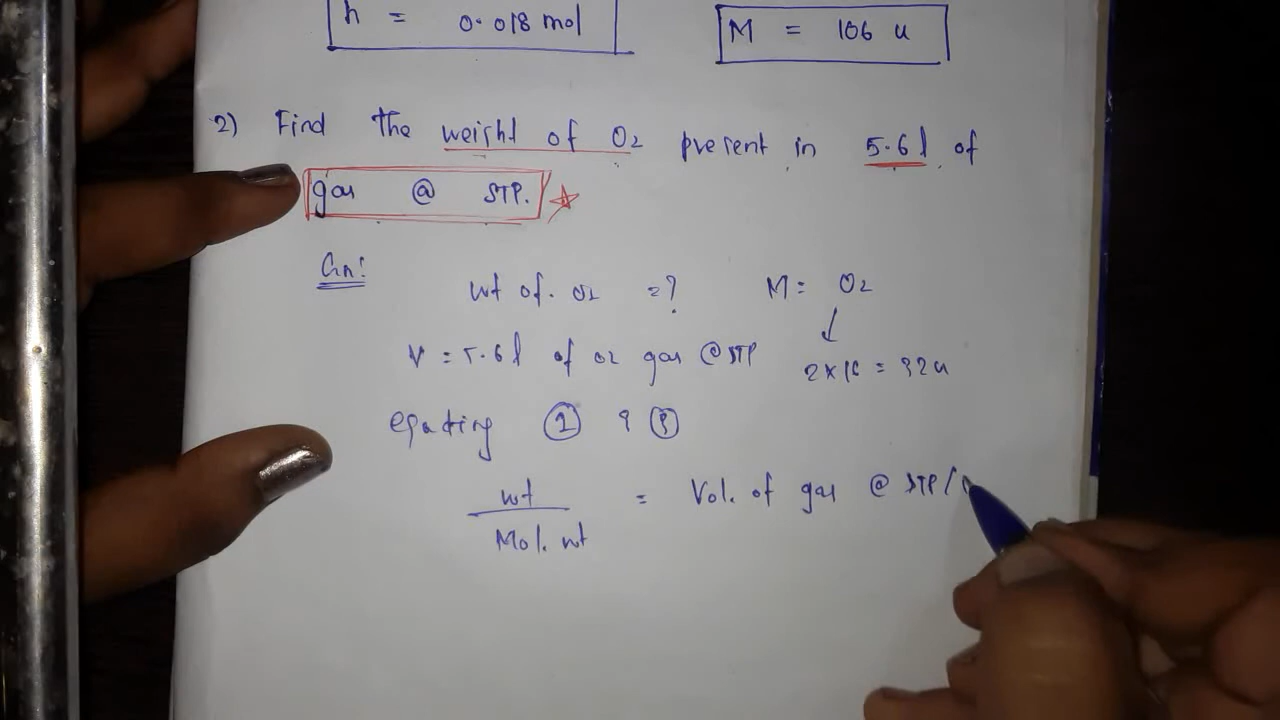 n = 0.018 mol M = 106 u
2) Find the weight of O2 present in 5.6 l of
gas @ STP.
Gn:
wt of. O2 = ? M = O2
V = 5.6 l of O2 gas @ STP 2 x 16 = 32u
equating 1 & 3
wt = Vol. of gas @ STP/
Mol. wt